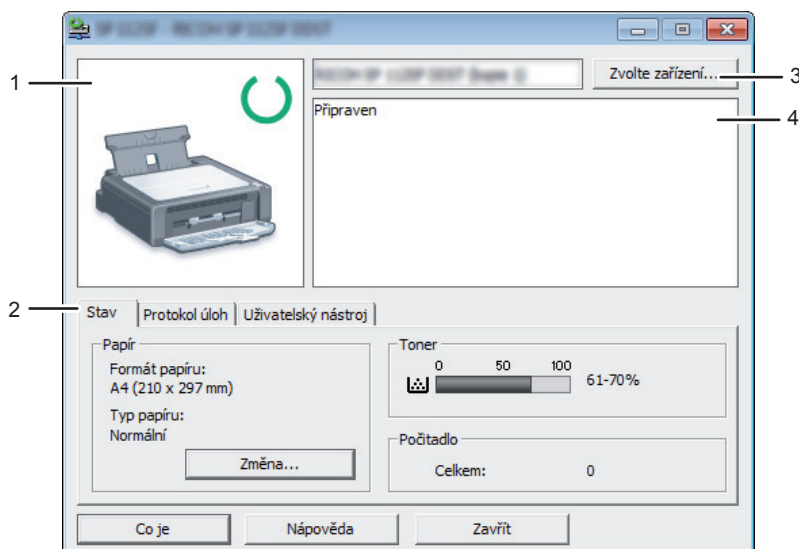 1
Zvolte zařízení...
3
Připraven
4
2
Stav
Protokol úloh
Uživatelský nástroj
Papír
Formát papíru:
A4 (210 x 297 mm)
Typ papíru:
Normální
Změna...
Toner
0 50 100
61-70%
Počitadlo
Celkem: 0
Co je
Nápověda
Zavřít